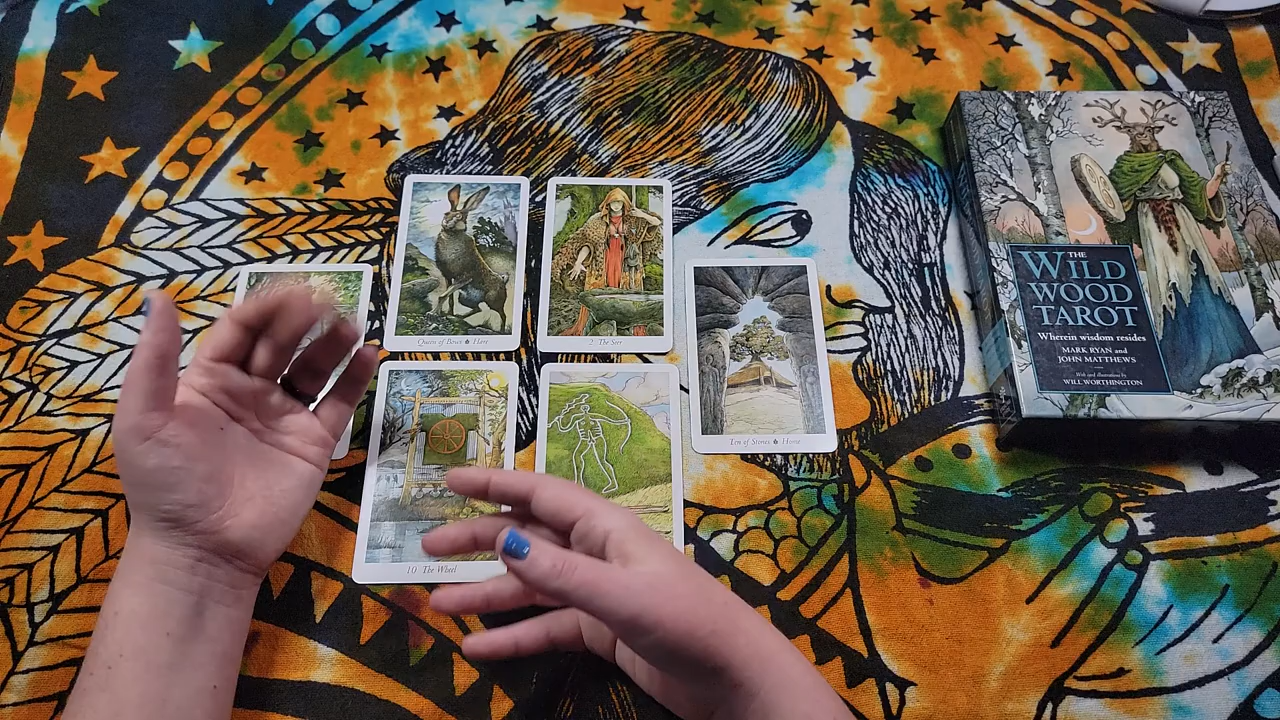 Queen of Bows Hare
2 The Seer
10 The Wheel
Ten of Stones Home
THE
WILD
WOOD
TAROT
Wherein wisdom resides
MARK RYAN and
JOHN MATTHEWS
With card illustrations by
WILL WORTHINGTON